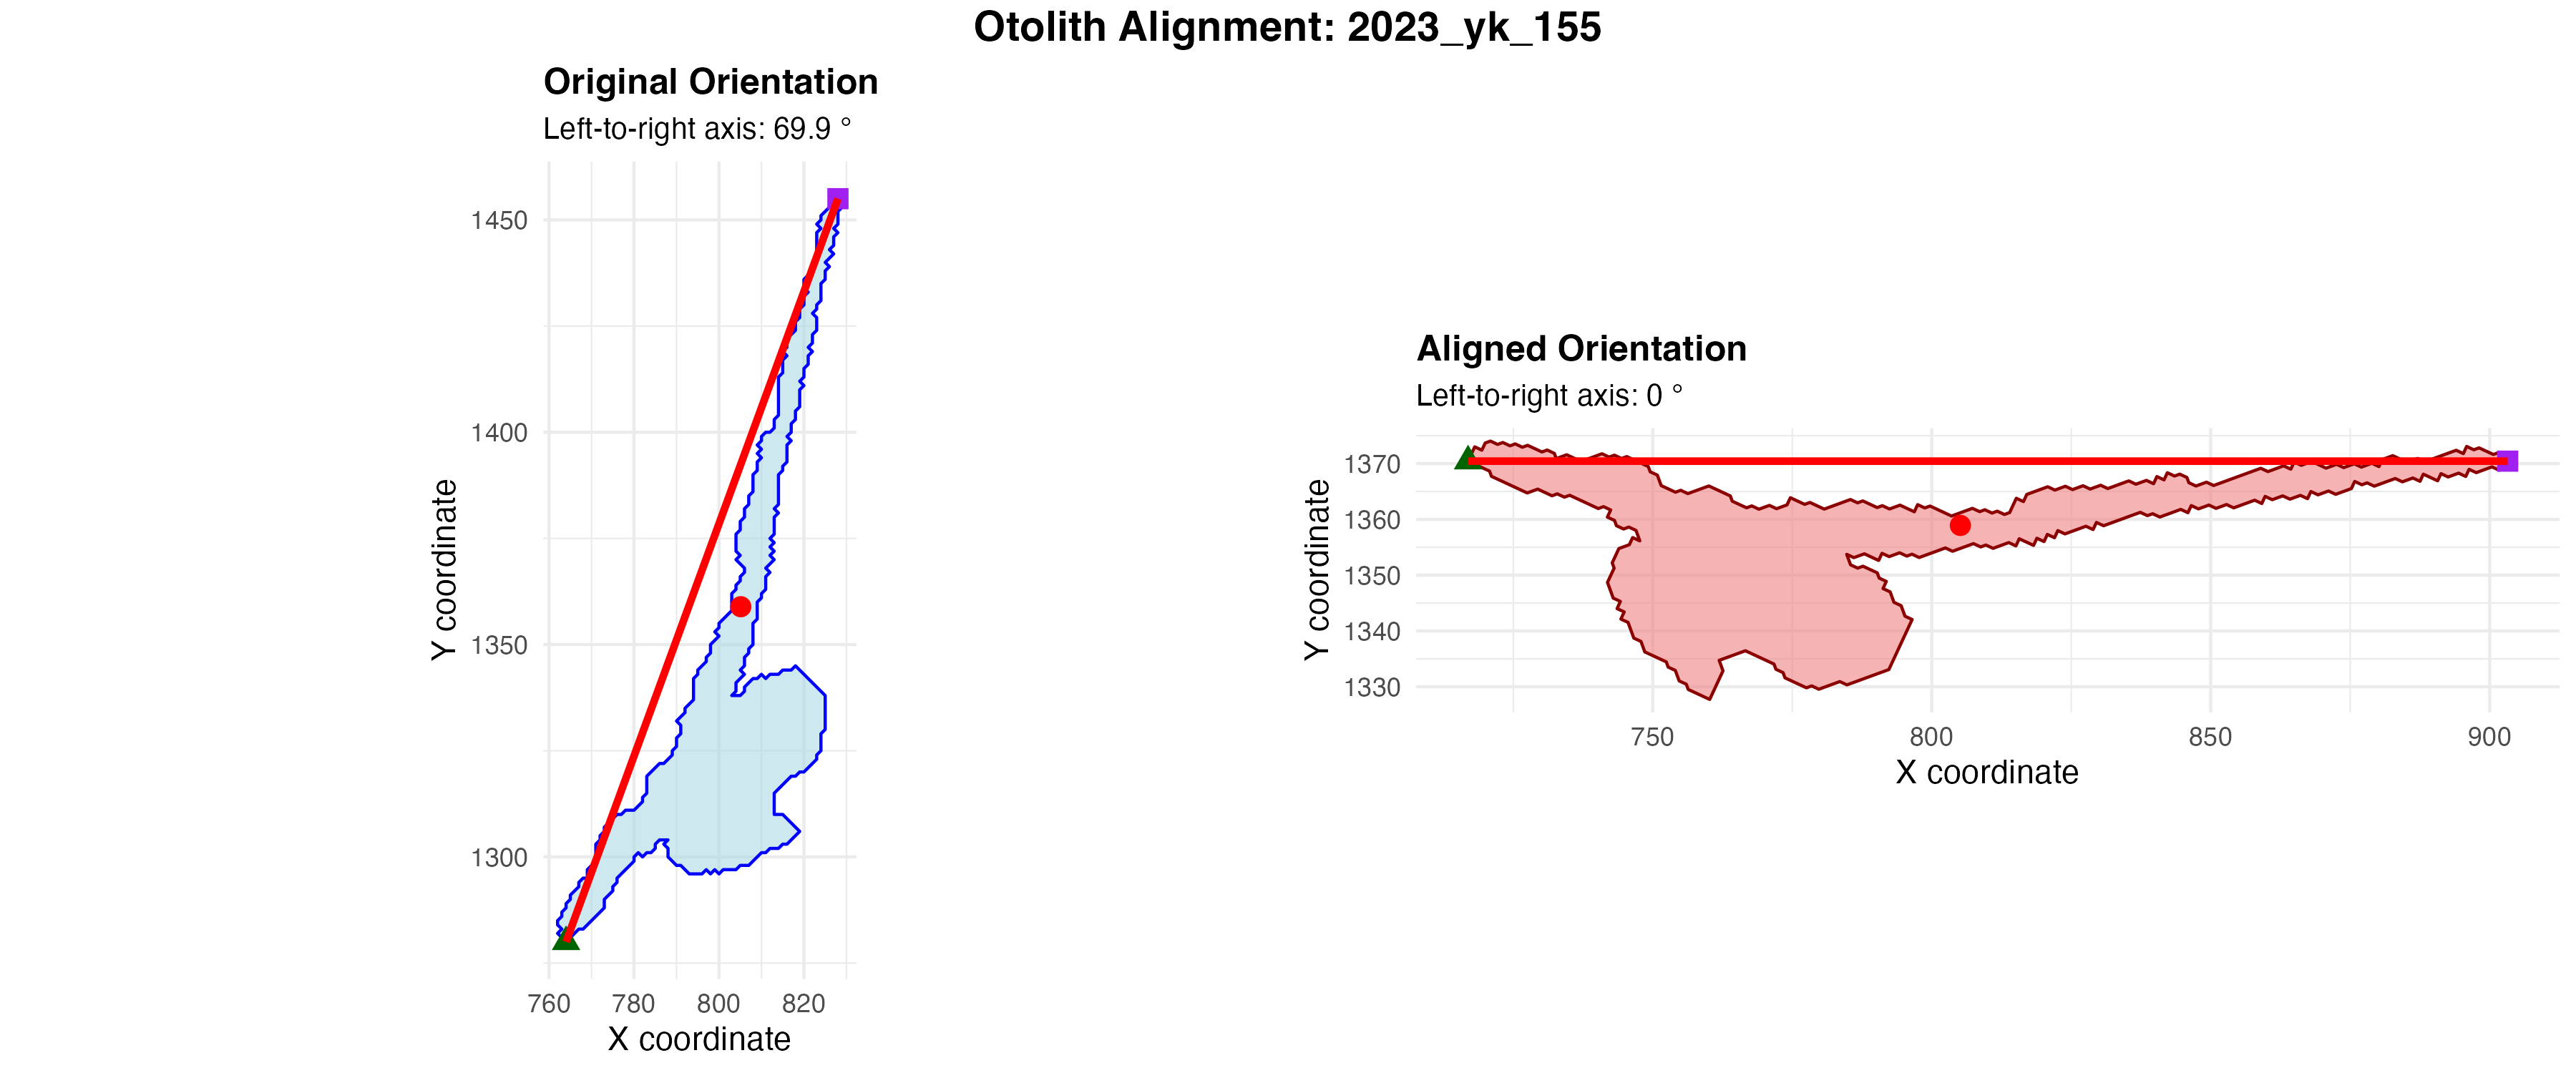 Otolith Alignment: 2023_yk_155
Original Orientation
Left-to-right axis: 69.9 °
1450
1400
1350
1300
Y coordinate
760 780 800 820
X coordinate
Aligned Orientation
Left-to-right axis: 0 °
1370
1360
1350
1340
1330
Y coordinate
750 800 850 900
X coordinate